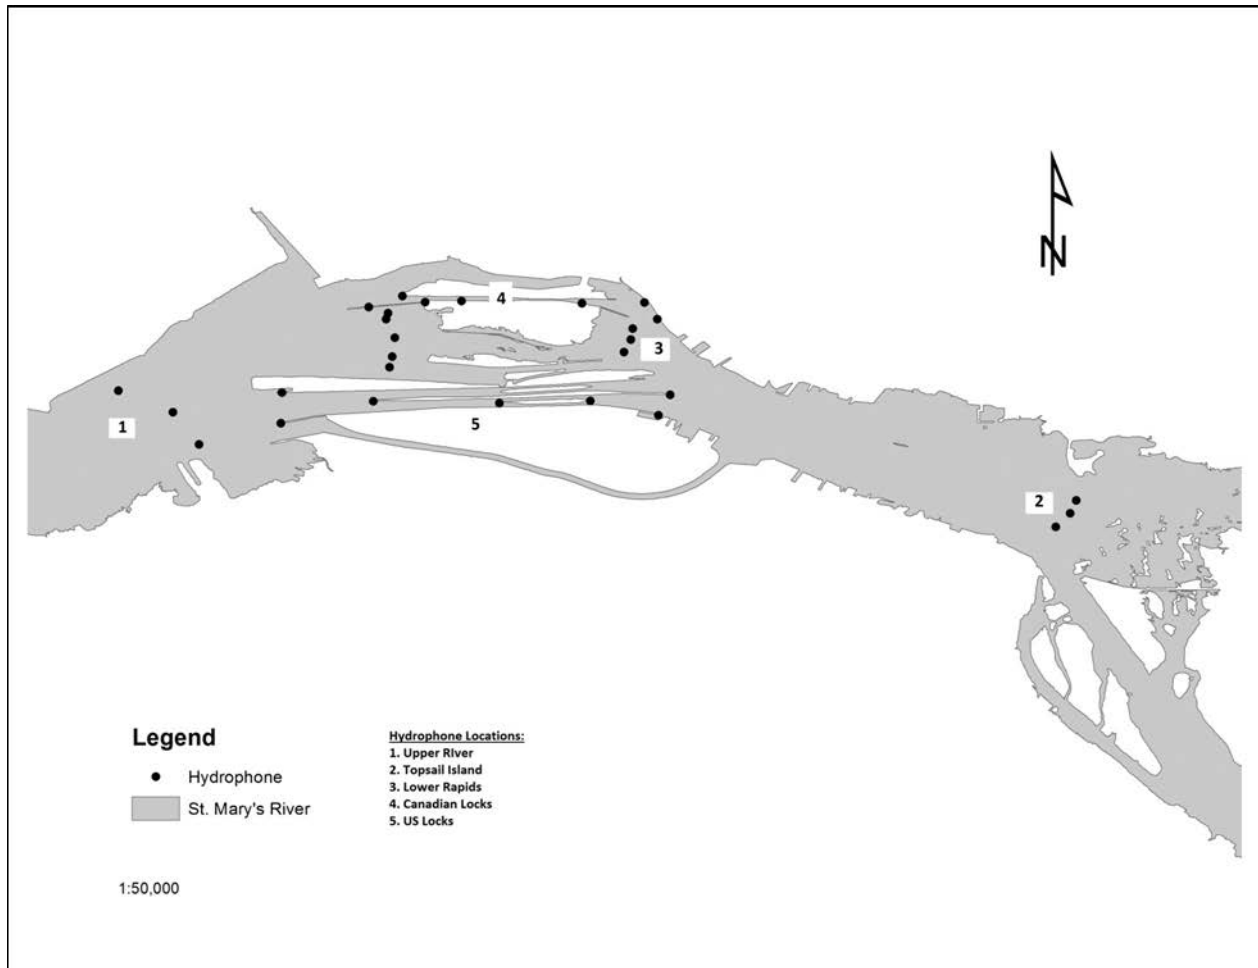 N
4
3
1
5
2
Legend
Hydrophone
St. Mary's River
Hydrophone Locations:
1. Upper RIver
2. Topsail Island
3. Lower Rapids
4. Canadian Locks
5. US Locks
1:50,000